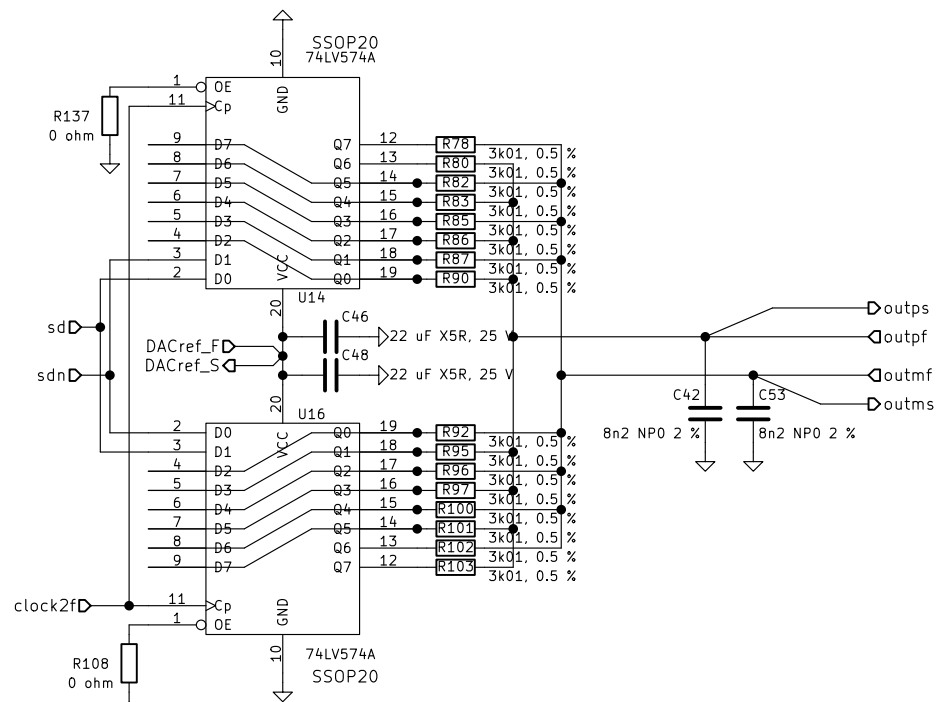 SSOP20
74LV574A
10
GND
1 OE
11 Cp
R137
0 ohm
9 D7 Q7 12 R78 3k01, 0.5 %
8 D6 Q6 13 R80 3k01, 0.5 %
7 D5 Q5 14 R82 3k01, 0.5 %
6 D4 Q4 15 R83 3k01, 0.5 %
5 D3 Q3 16 R85 3k01, 0.5 %
4 D2 Q2 17 R86 3k01, 0.5 %
3 D1 Q1 18 R87 3k01, 0.5 %
2 D0 Q0 19 R90 3k01, 0.5 %
VCC
20
U14
sd
sdn
DACref_F
DACref_S
C46
22 uF X5R, 25 V
C48
22 uF X5R, 25 V
outps
outpf
outmf
outms
C42
8n2 NP0 2 %
C53
8n2 NP0 2 %
20
U16
VCC
2 D0 Q0 19 R92 3k01, 0.5 %
3 D1 Q1 18 R95 3k01, 0.5 %
4 D2 Q2 17 R96 3k01, 0.5 %
5 D3 Q3 16 R97 3k01, 0.5 %
6 D4 Q4 15 R100 3k01, 0.5 %
7 D5 Q5 14 R101 3k01, 0.5 %
8 D6 Q6 13 R102 3k01, 0.5 %
9 D7 Q7 12 R103 3k01, 0.5 %
clock2f
11 Cp
1 OE
GND
10
R108
0 ohm
74LV574A
SSOP20